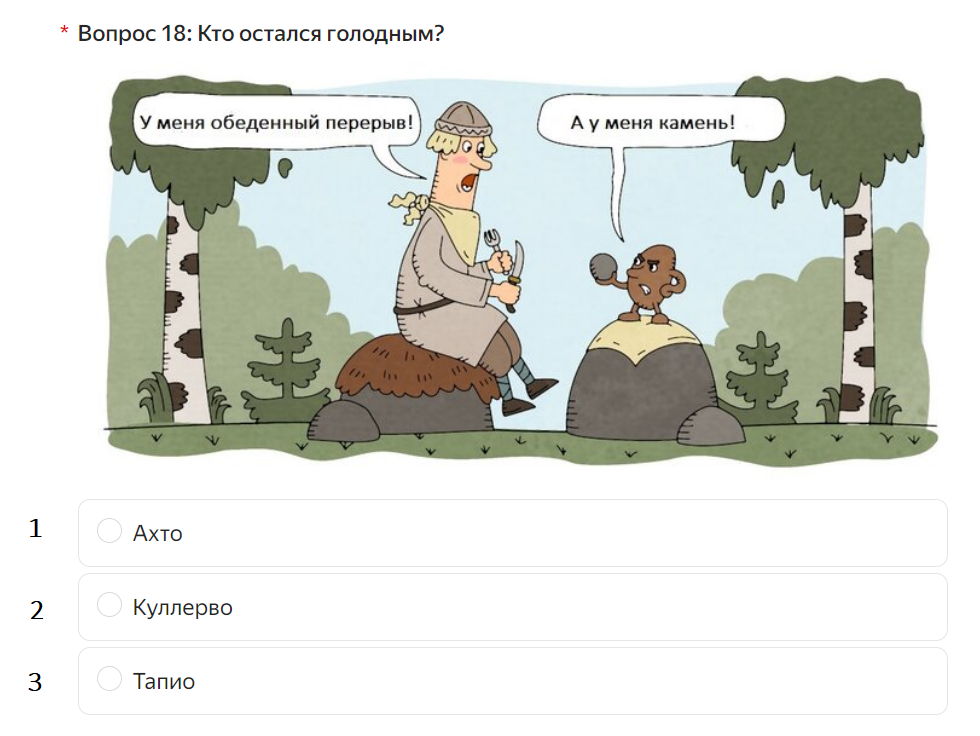 * Вопрос 18: Кто остался голодным?
У меня обеденный перерыв!
А у меня камень!
1 Ахто
2 Куллерво
3 Тапио